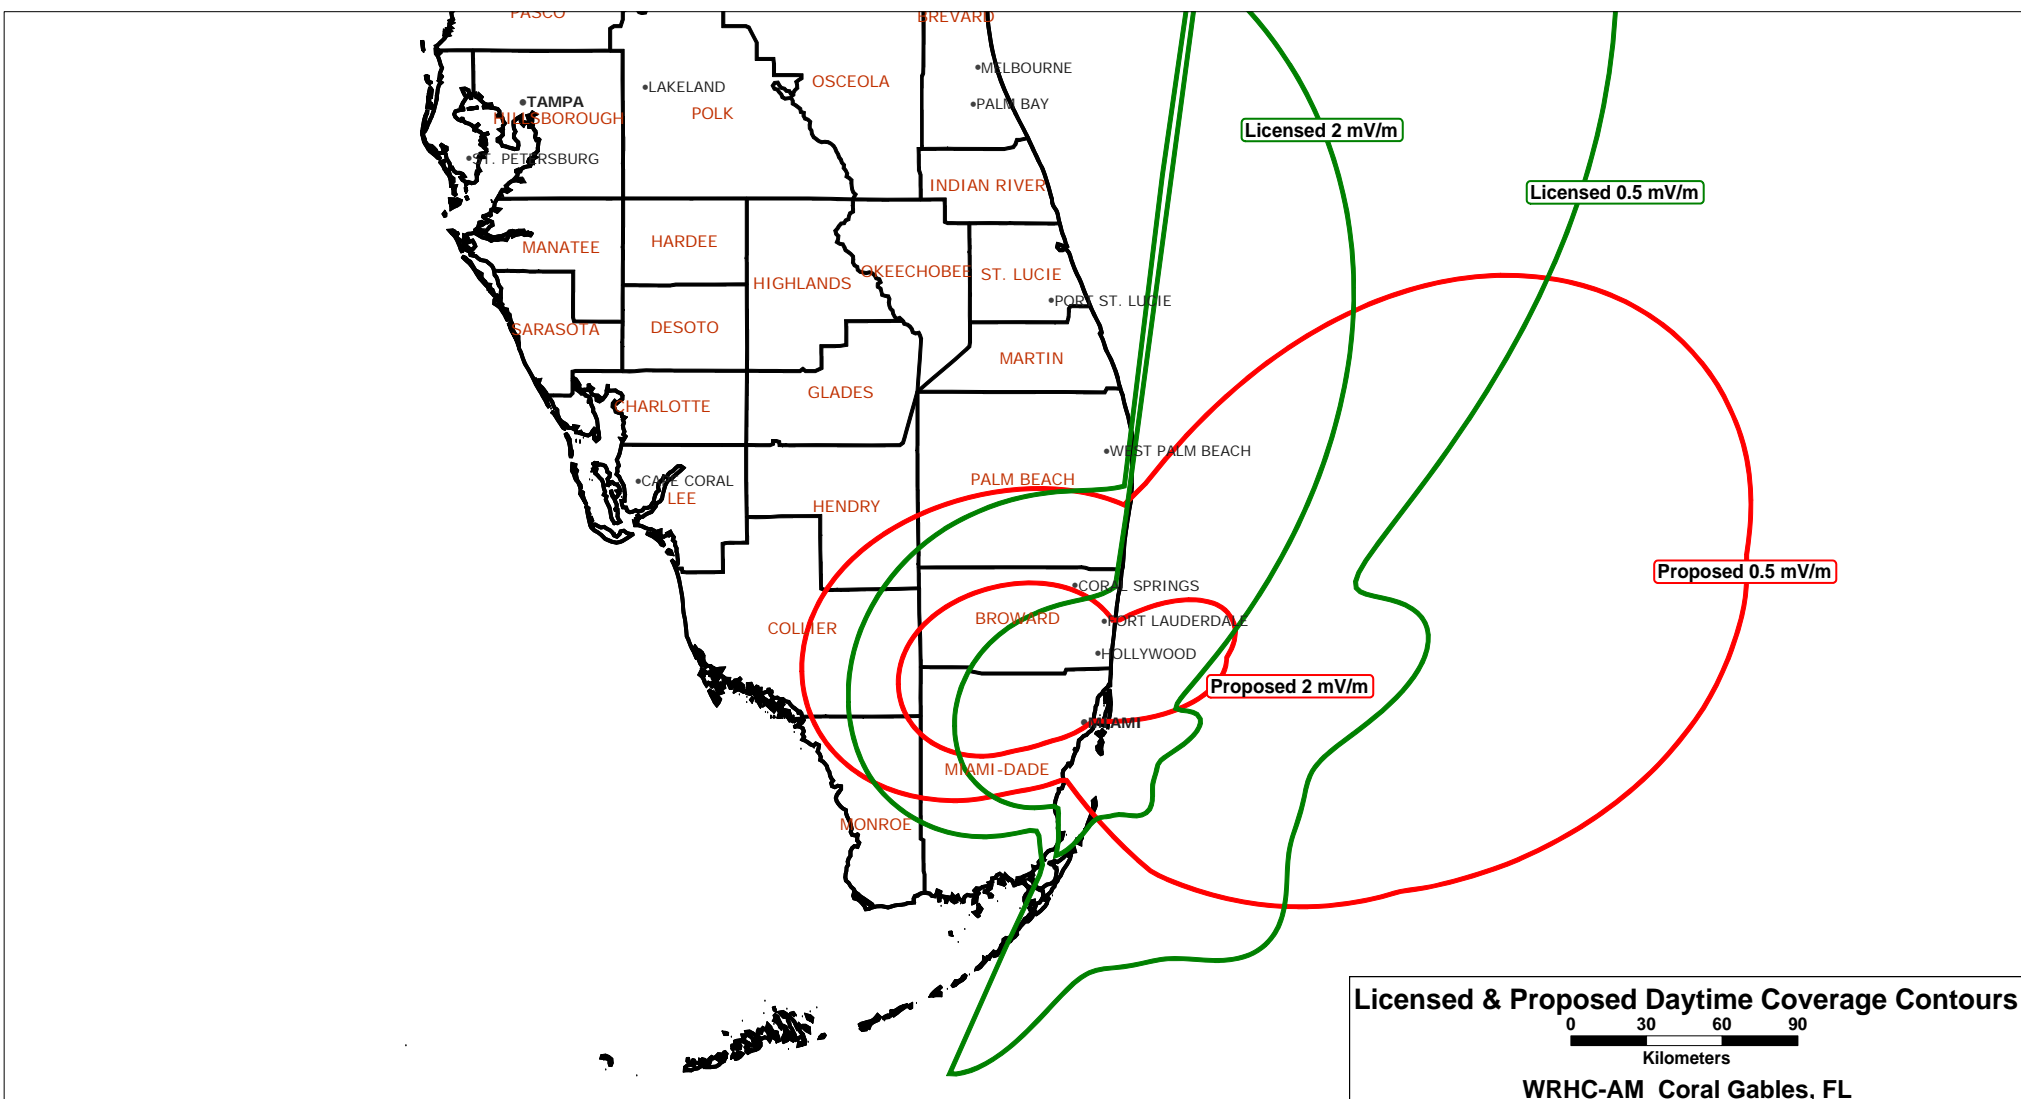 PASCO
BREVARD
MELBOURNE
OSCEOLA
LAKELAND
TAMPA
PALM BAY
POLK
HILLSBOROUGH
Licensed 2 mV/m
ST. PETERSBURG
INDIAN RIVER
Licensed 0.5 mV/m
MANATEE
HARDEE
OKEECHOBEE
ST. LUCIE
HIGHLANDS
PORT ST. LUCIE
SARASOTA
DESOTO
MARTIN
GLADES
CHARLOTTE
WEST PALM BEACH
CAPE CORAL
PALM BEACH
LEE
HENDRY
Proposed 0.5 mV/m
CORAL SPRINGS
BROWARD
FORT LAUDERDALE
COLLIER
HOLLYWOOD
Proposed 2 mV/m
MIAMI
MIAMI-DADE
MONROE
Licensed & Proposed Daytime Coverage Contours
0 30 60 90
Kilometers
WRHC-AM Coral Gables, FL